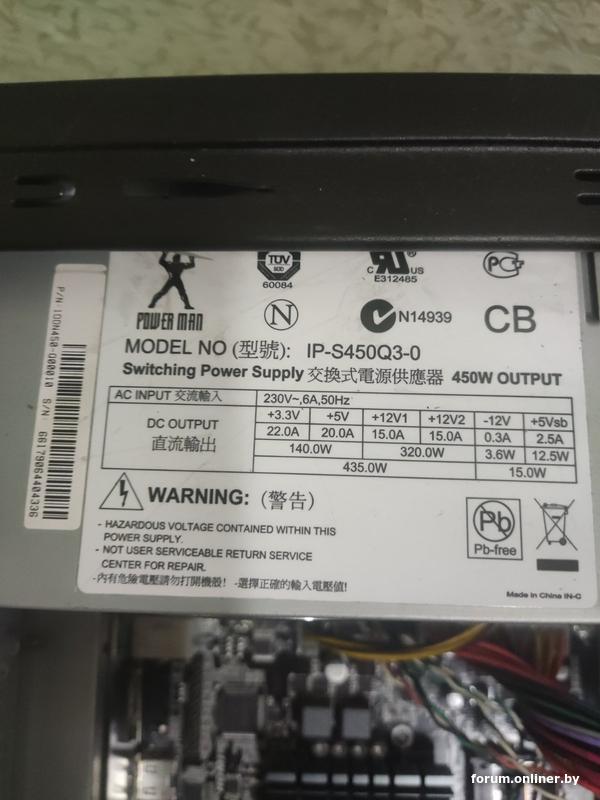 TUV
SUD
60084
C UR US
E312485
PC
POWER MAN
N
N14939
CB
MODEL NO (型號): IP-S450Q3-0
Switching Power Supply 交換式電源供應器 450W OUTPUT
AC INPUT 交流輸入 230V~,6A,50Hz
DC OUTPUT
直流輸出
+3.3V +5V +12V1 +12V2 -12V +5Vsb
22.0A 20.0A 15.0A 15.0A 0.3A 2.5A
140.0W 320.0W 3.6W 12.5W
435.0W 15.0W
WARNING: (警告)
- HAZARDOUS VOLTAGE CONTAINED WITHIN THIS
POWER SUPPLY.
- NOT USER SERVICEABLE RETURN SERVICE
CENTER FOR REPAIR.
-內有危險電壓請勿打開機殼! -選擇正確的輸入電壓值!
Pb
Pb-free
Made in China IN-C
P/N:IODN450-000010 S/N 66179064404336
forum.onliner.by